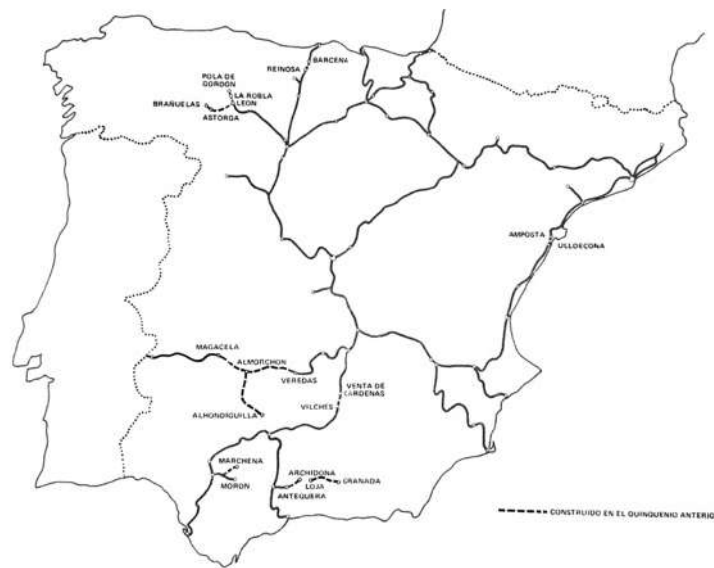 BARCENA
REINOSA
POLA DE
GORDON
LA ROBLA
LEON
BRAÑUELAS
ASTORGA
AMPOSTA
ULLDECONA
MAGACELA
ALMORCHON
VEREDAS
VENTA DE
CARDENAS
VILCHES
ALHONDIGUILLA
MARCHENA
MORON
ARCHIDONA
LOJA
GRANADA
ANTEQUERA
CONSTRUIDO EN EL QUINQUENIO ANTERIO